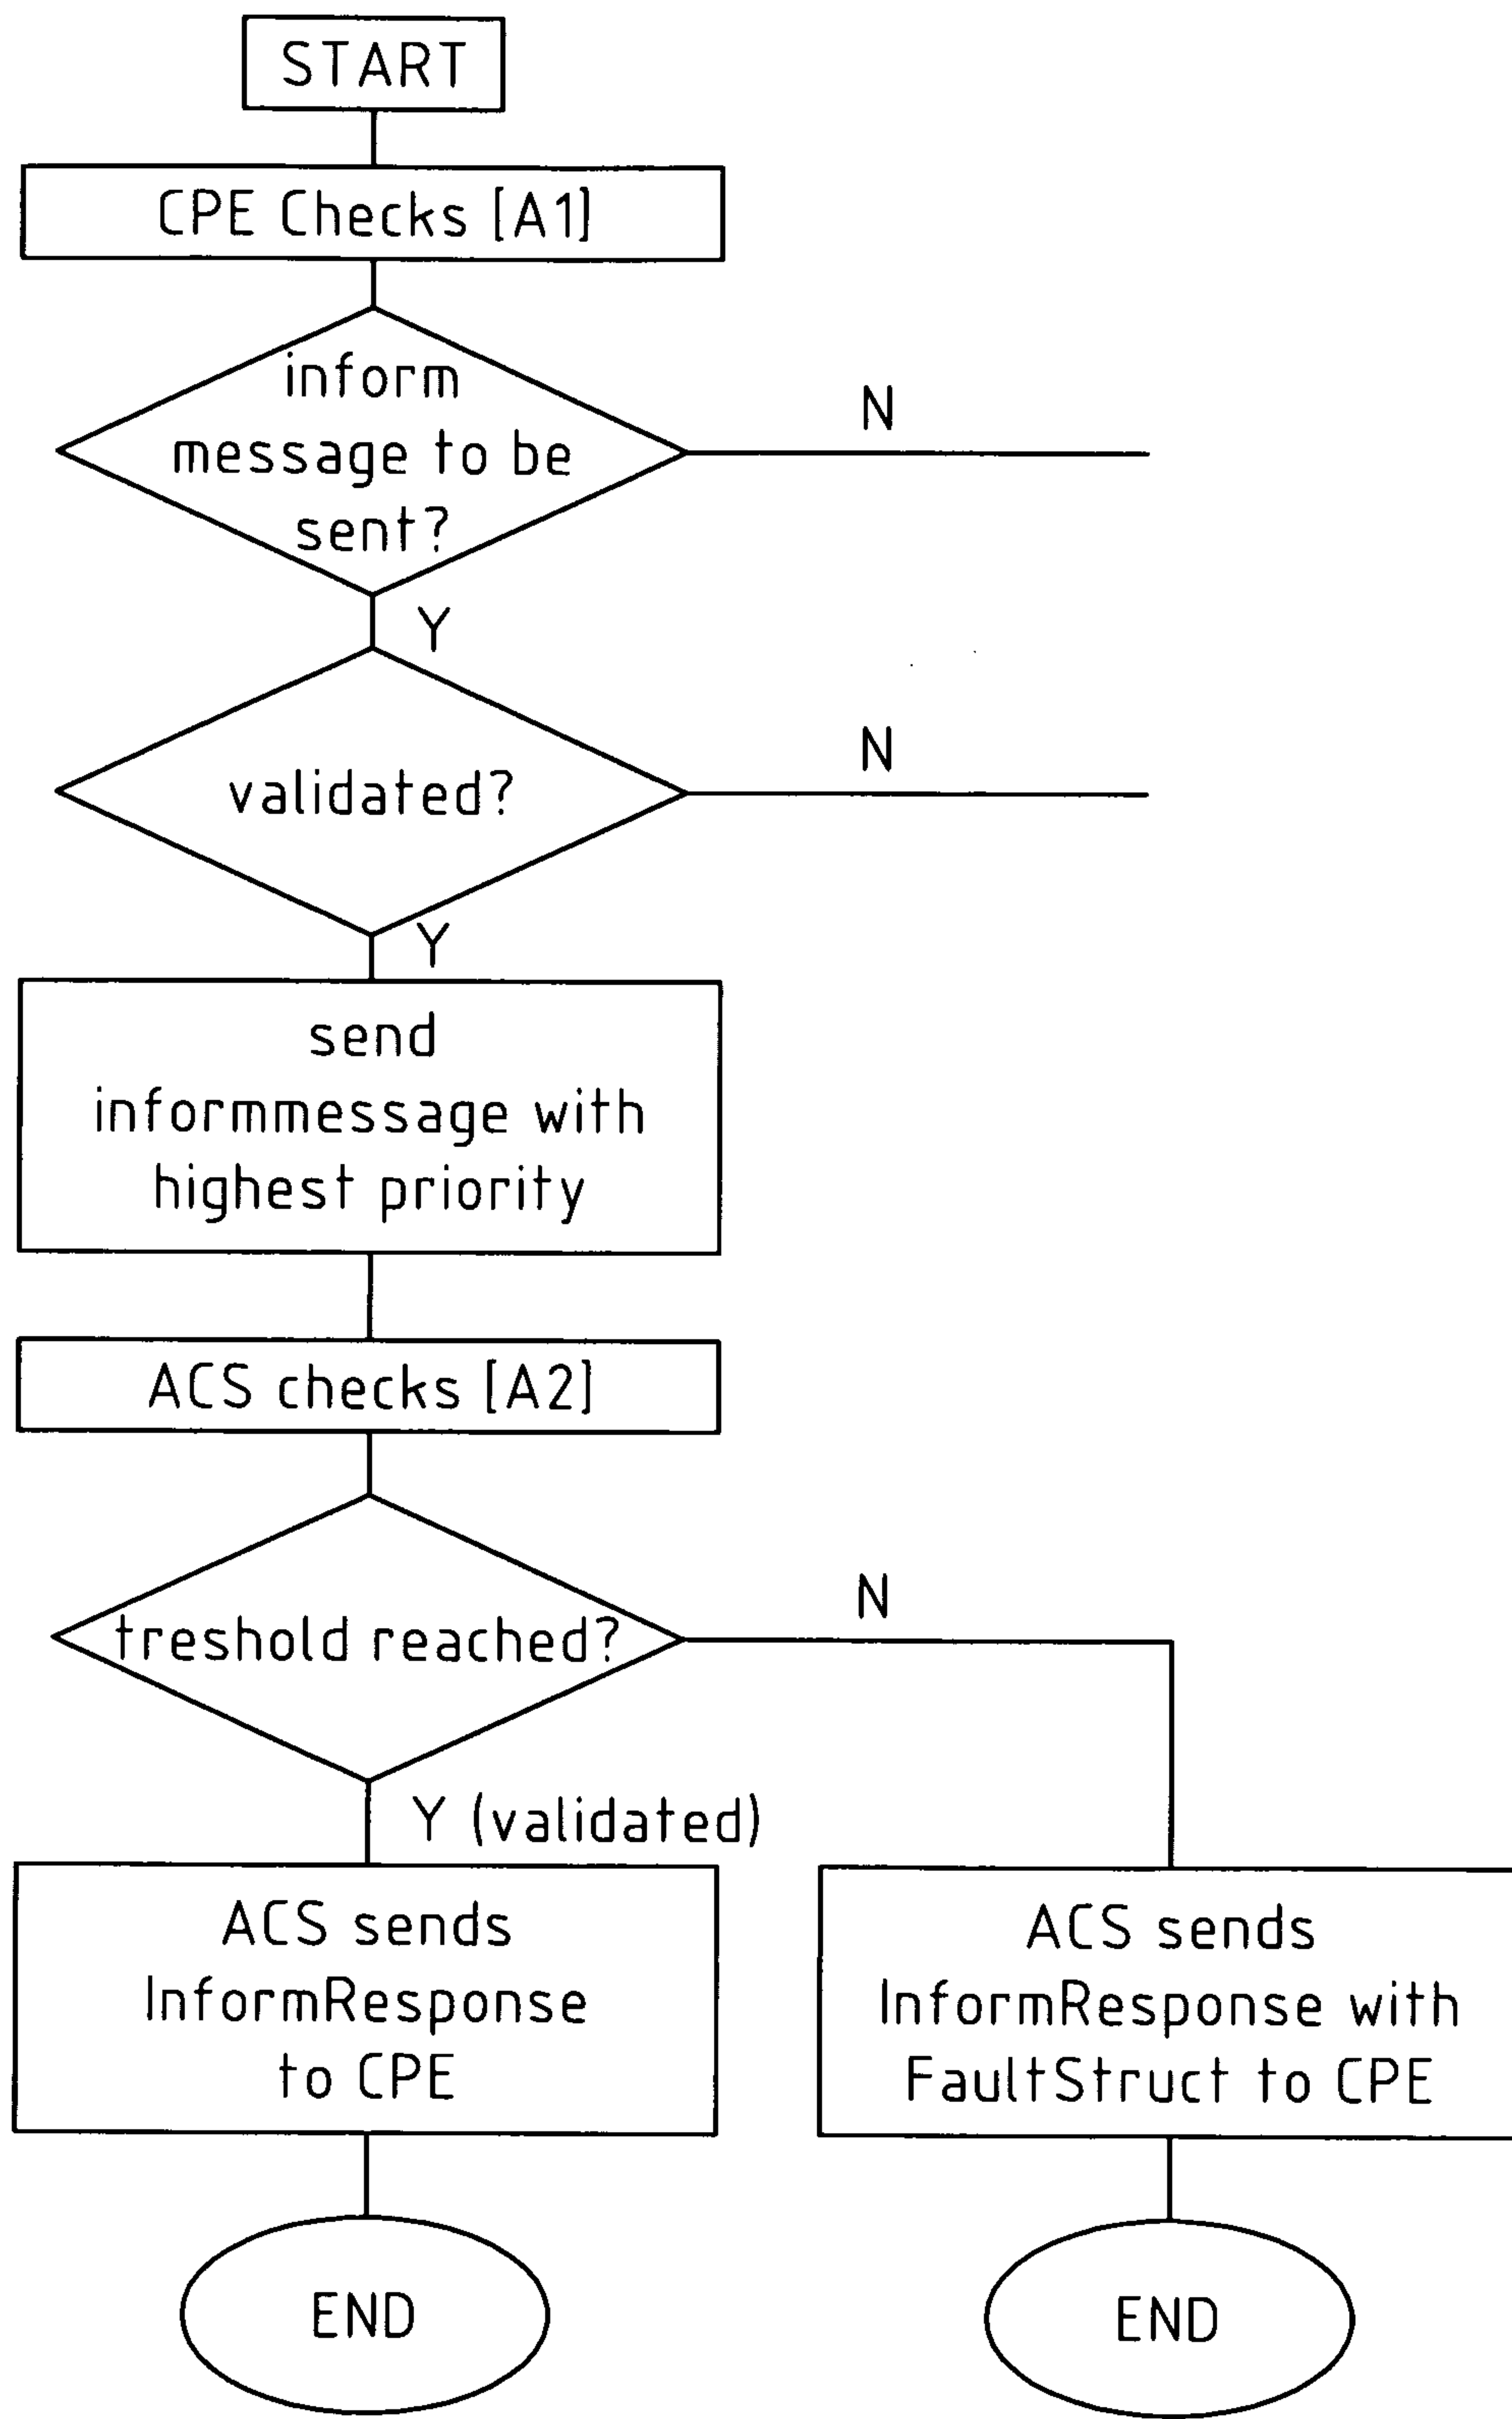 START
CPE Checks [A1]
inform
message to be
sent?
N
Y
validated?
N
Y
send
informmessage with
highest priority
ACS checks [A2]
treshold reached?
N
Y (validated)
ACS sends
InformResponse
to CPE
ACS sends
InformResponse with
FaultStruct to CPE
END
END